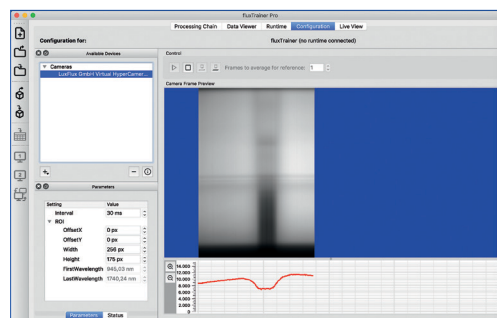 fluxTrainer Pro
Processing Chain Data Viewer Runtime Configuration Live View
Configuration for: fluxTrainer (no runtime connected)
Available Devices
Control
Cameras
LuxFlux GmbH Virtual HyperCamer...
Frames to average for reference: 1
Camera Frame Preview
Parameters
Setting Value
Interval 30 ms
ROI
OffsetX 0 px
OffsetY 0 px
Width 256 px
Height 175 px
FirstWavelength 945,03 nm
LastWavelength 1740,24 nm
Parameters Status
14.000
12.000
10.000
8.000
6.000
4.000
2.000
0